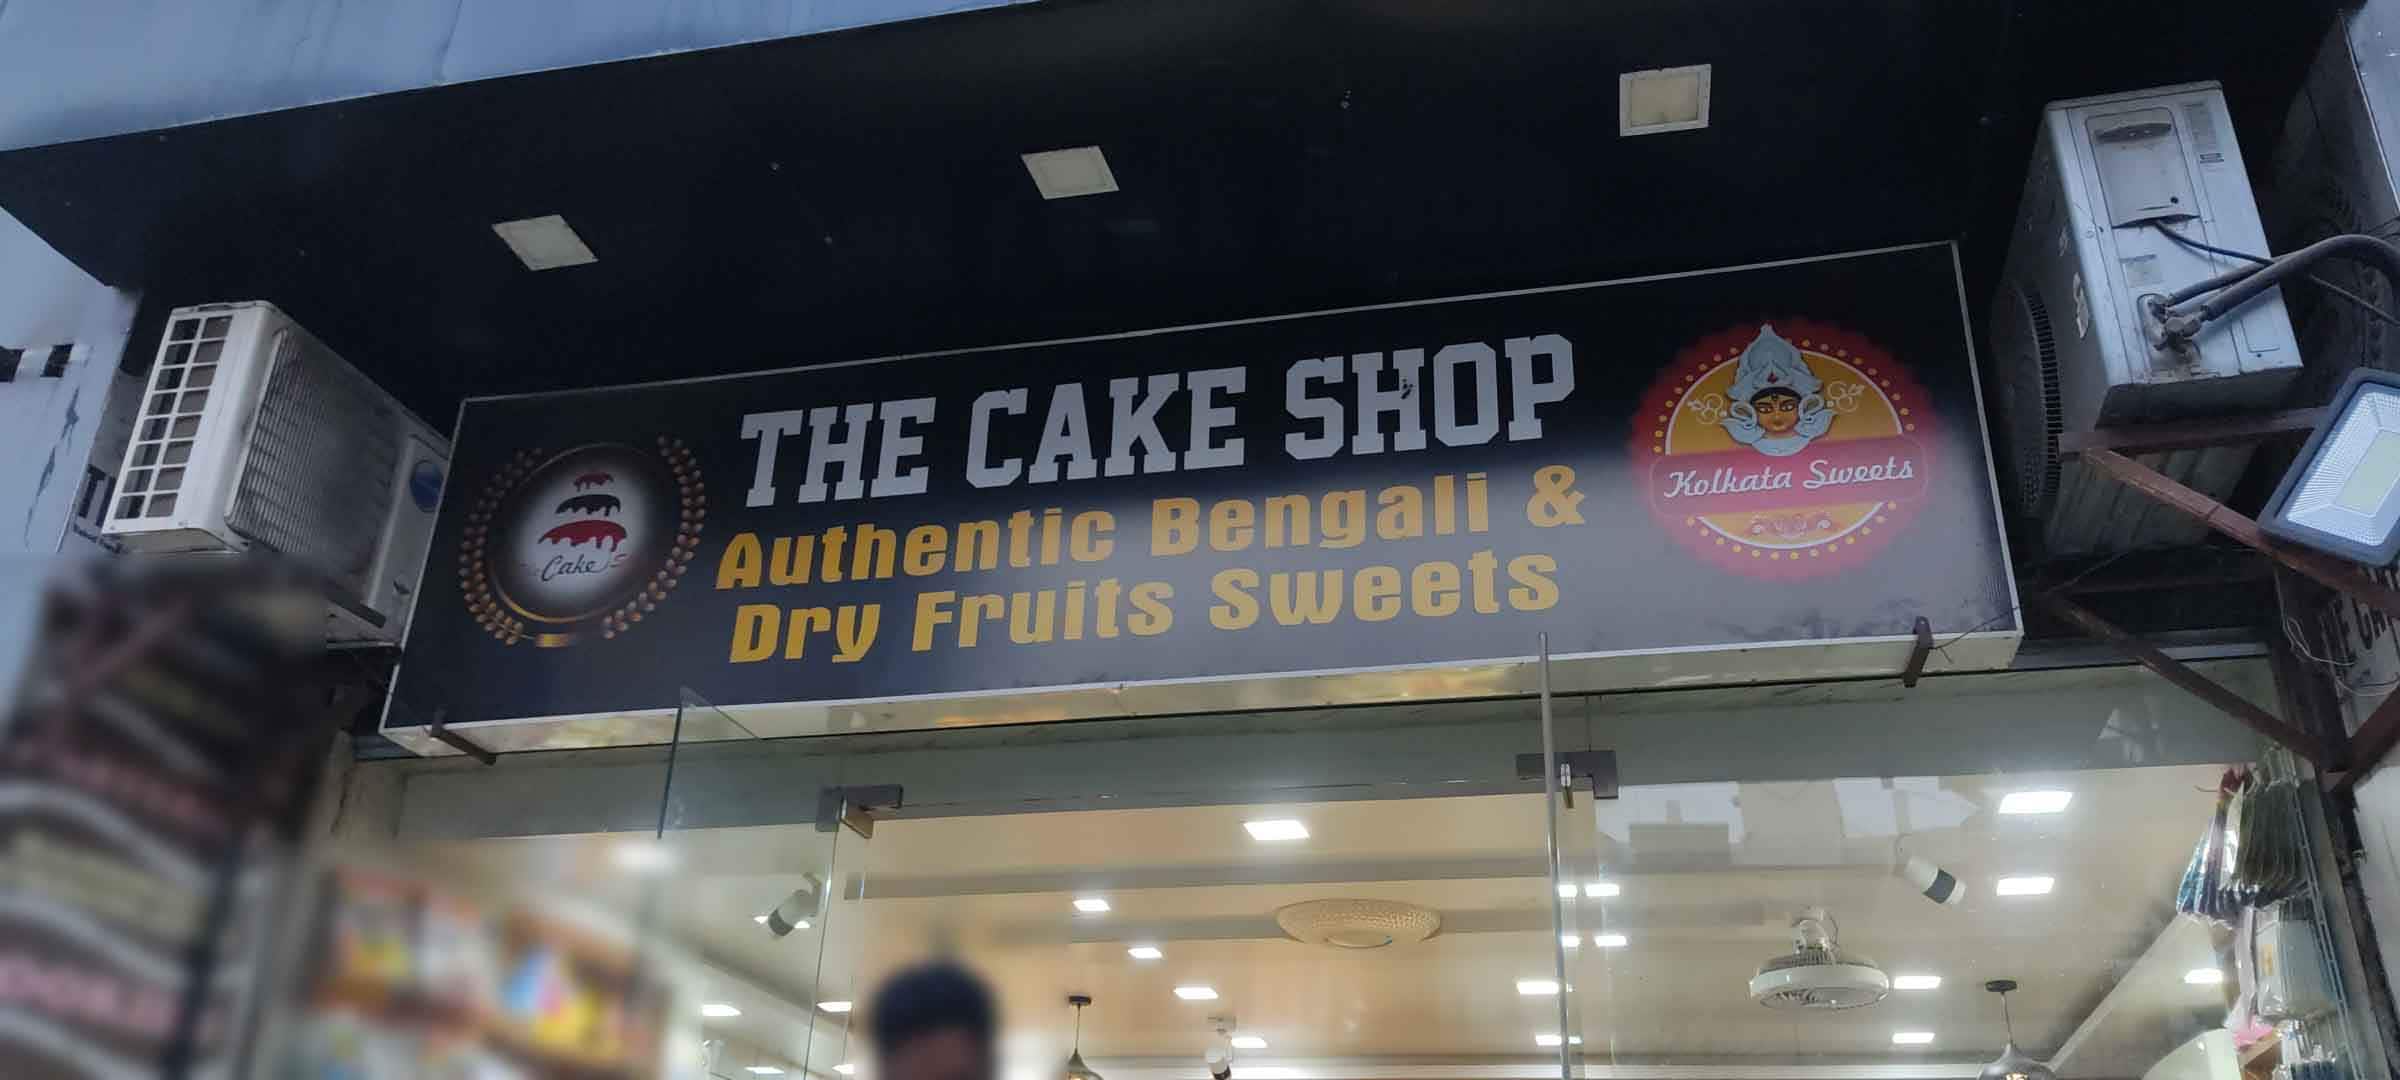 THE CAKE SHOP
Authentic Bengali &
Dry Fruits Sweets
Cake
Kolkata Sweets